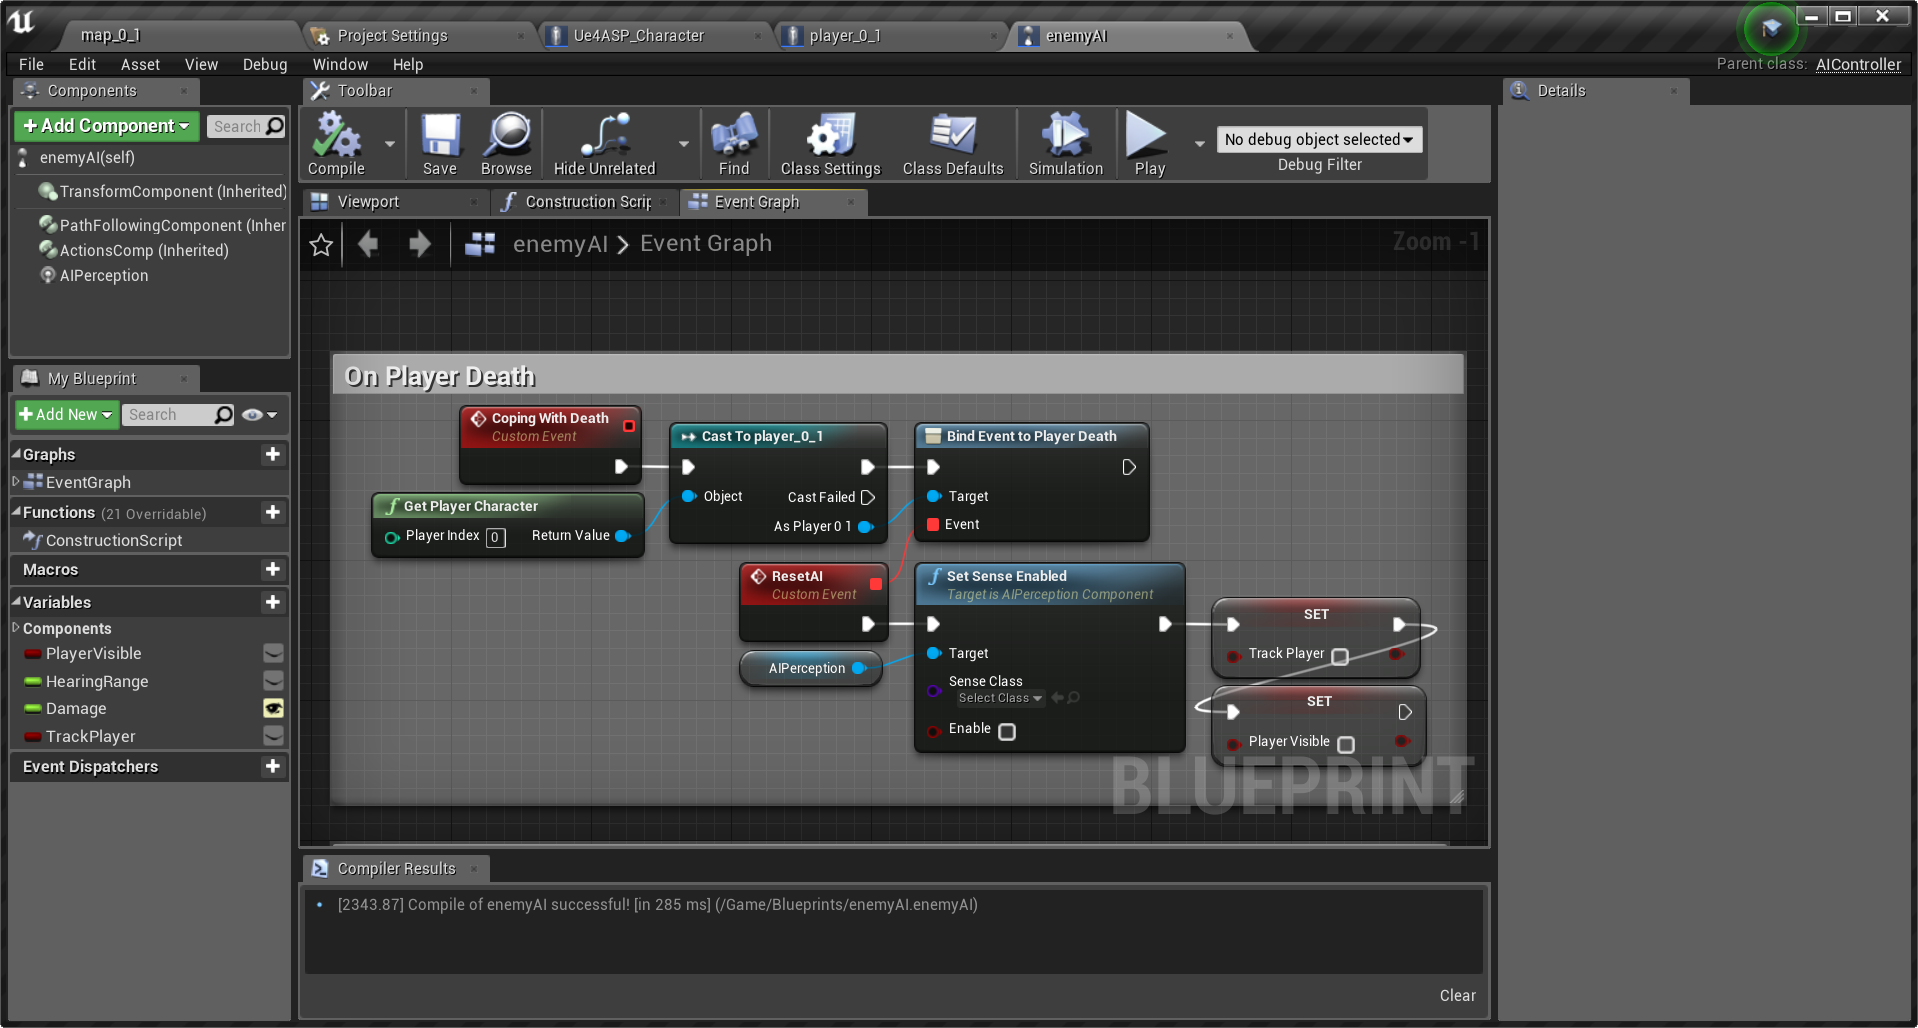 map_0_1
Project Settings
Ue4ASP_Character
player_0_1
enemyAI
File Edit Asset View Debug Window Help
Parent class: AIController
Components
Add Component
Search
enemyAI(self)
TransformComponent (Inherited)
PathFollowingComponent (Inher
ActionsComp (Inherited)
AIPerception
My Blueprint
Add New
Search
Graphs
EventGraph
Functions (21 Overridable)
ConstructionScript
Macros
Variables
Components
PlayerVisible
HearingRange
Damage
TrackPlayer
Event Dispatchers
Toolbar
Compile
Save
Browse
Hide Unrelated
Find
Class Settings
Class Defaults
Simulation
Play
No debug object selected
Debug Filter
Viewport
Construction Scrip
Event Graph
enemyAI > Event Graph
Zoom -1
On Player Death
Coping With Death
Custom Event
Get Player Character
Player Index 0
Return Value
Cast To player_0_1
Object
Cast Failed
As Player 0 1
Bind Event to Player Death
Target
Event
ResetAI
Custom Event
AIPerception
Set Sense Enabled
Target is AIPerception Component
Target
Sense Class
Select Class
Enable
SET
Track Player
SET
Player Visible
BLUEPRINT
Compiler Results
[2343.87] Compile of enemyAI successful! [in 285 ms] (/Game/Blueprints/enemyAI.enemyAI)
Clear
Details